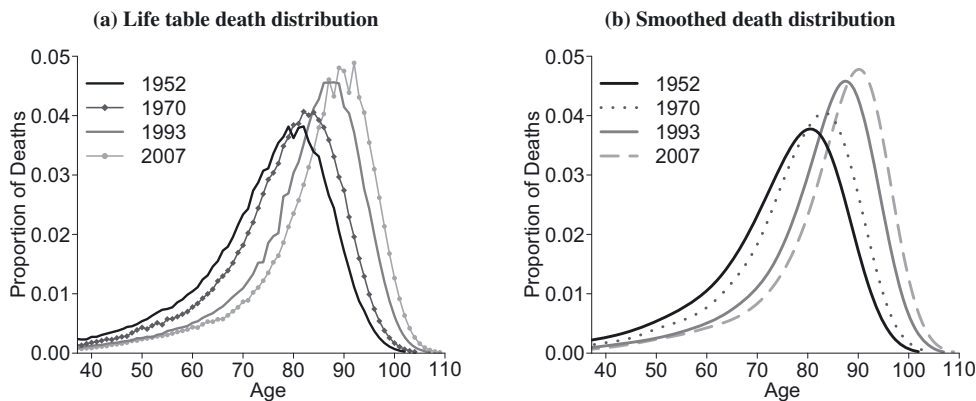 (a) Life table death distribution
0.05
0.04
0.03
0.02
0.01
0.00
Proportion of Deaths
1952
1970
1993
2007
40 50 60 70 80 90 100 110
Age
(b) Smoothed death distribution
0.05
0.04
0.03
0.02
0.01
0.00
Proportion of Deaths
1952
1970
1993
2007
40 50 60 70 80 90 100 110
Age